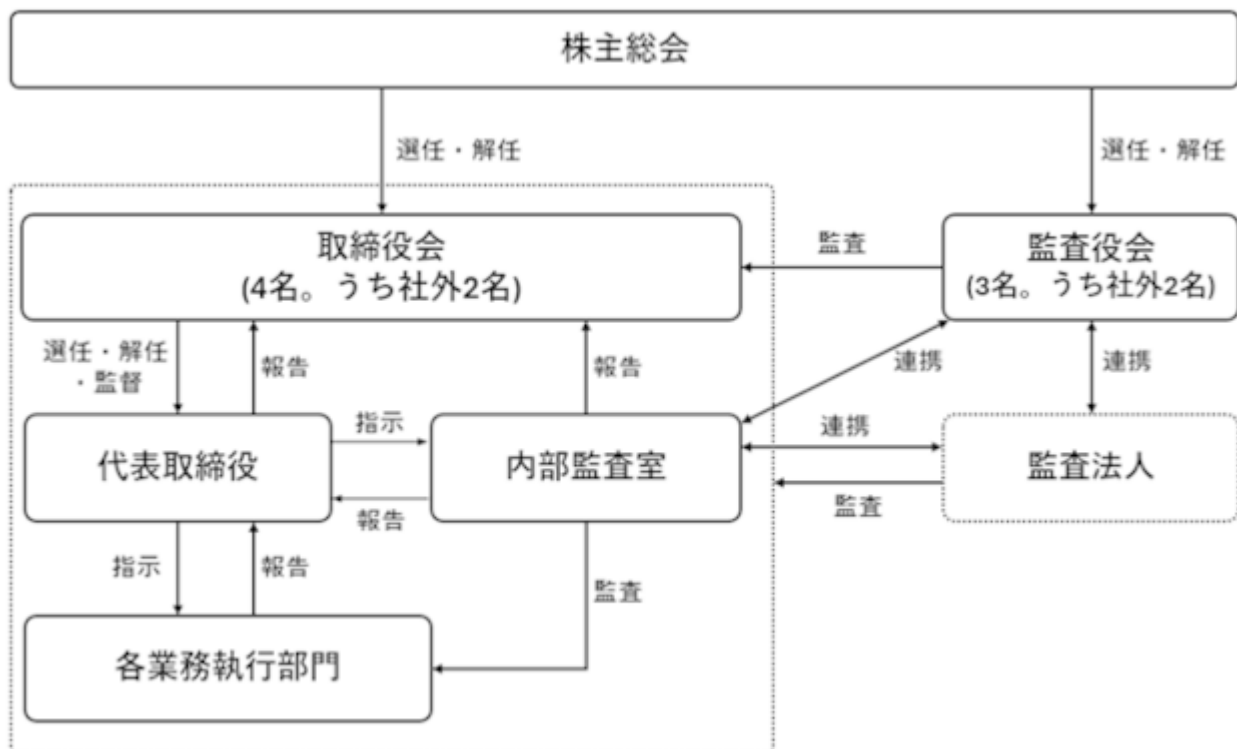 株主総会
選任・解任
選任・解任
取締役会
(4名。うち社外2名)
監査
監査役会
(3名。うち社外2名)
選任・解任
・監督
報告
報告
連携
連携
代表取締役
指示
報告
内部監査室
連携
監査
監査法人
指示
報告
監査
各業務執行部門